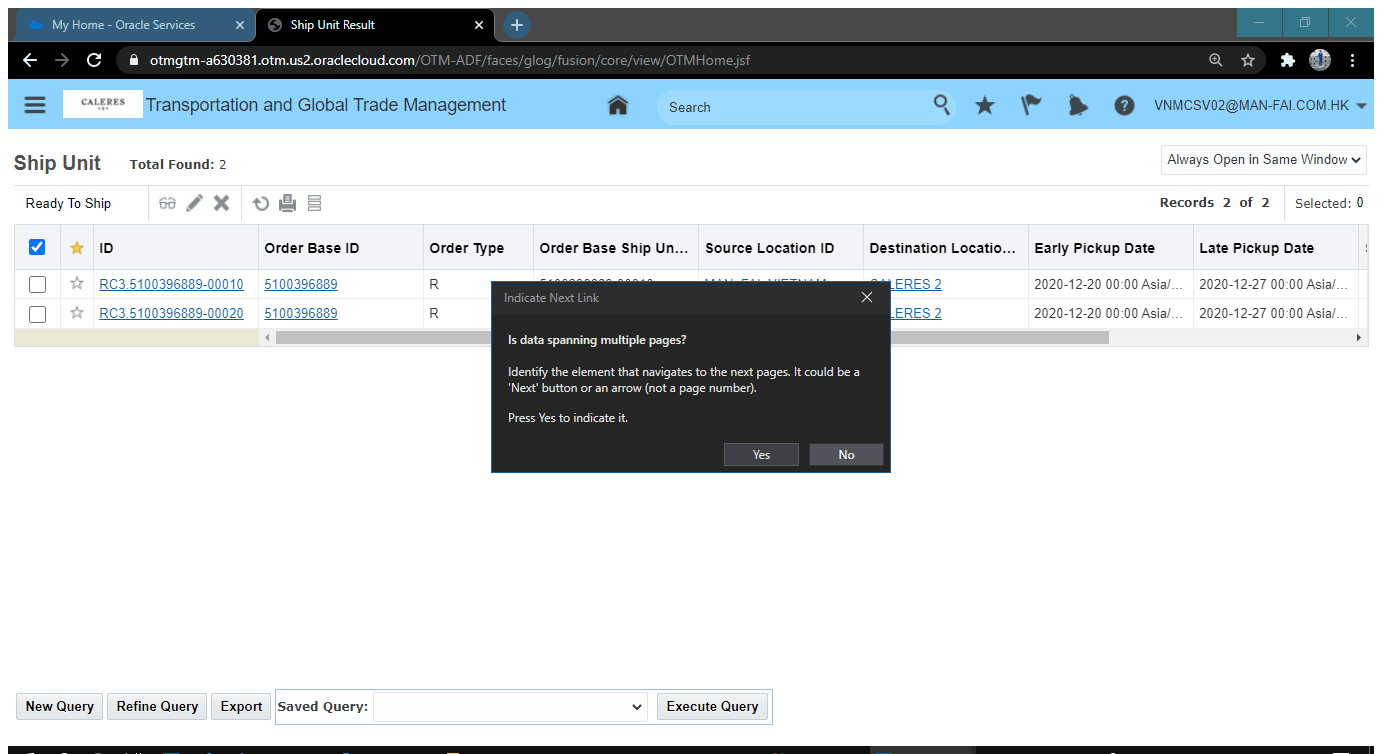 My Home - Oracle Services
Ship Unit Result
otmgtm-a630381.otm.us2.oraclecloud.com/OTM-ADF/faces/glog/fusion/core/view/OTMHome.jsf
CALERES Transportation and Global Trade Management Search VNMCSV02@MAN-FAI.COM.HK
Ship Unit Total Found: 2 Always Open in Same Window
Ready To Ship Records 2 of 2 Selected: 0
ID Order Base ID Order Type Order Base Ship Un... Source Location ID Destination Locatio... Early Pickup Date Late Pickup Date
RC3.5100396889-00010 5100396889 R LERES 2 2020-12-20 00:00 Asia/... 2020-12-27 00:00 Asia/...
RC3.5100396889-00020 5100396889 R LERES 2 2020-12-20 00:00 Asia/... 2020-12-27 00:00 Asia/...
Indicate Next Link
Is data spanning multiple pages?
Identify the element that navigates to the next pages. It could be a
'Next' button or an arrow (not a page number).
Press Yes to indicate it.
Yes No
New Query Refine Query Export Saved Query: Execute Query